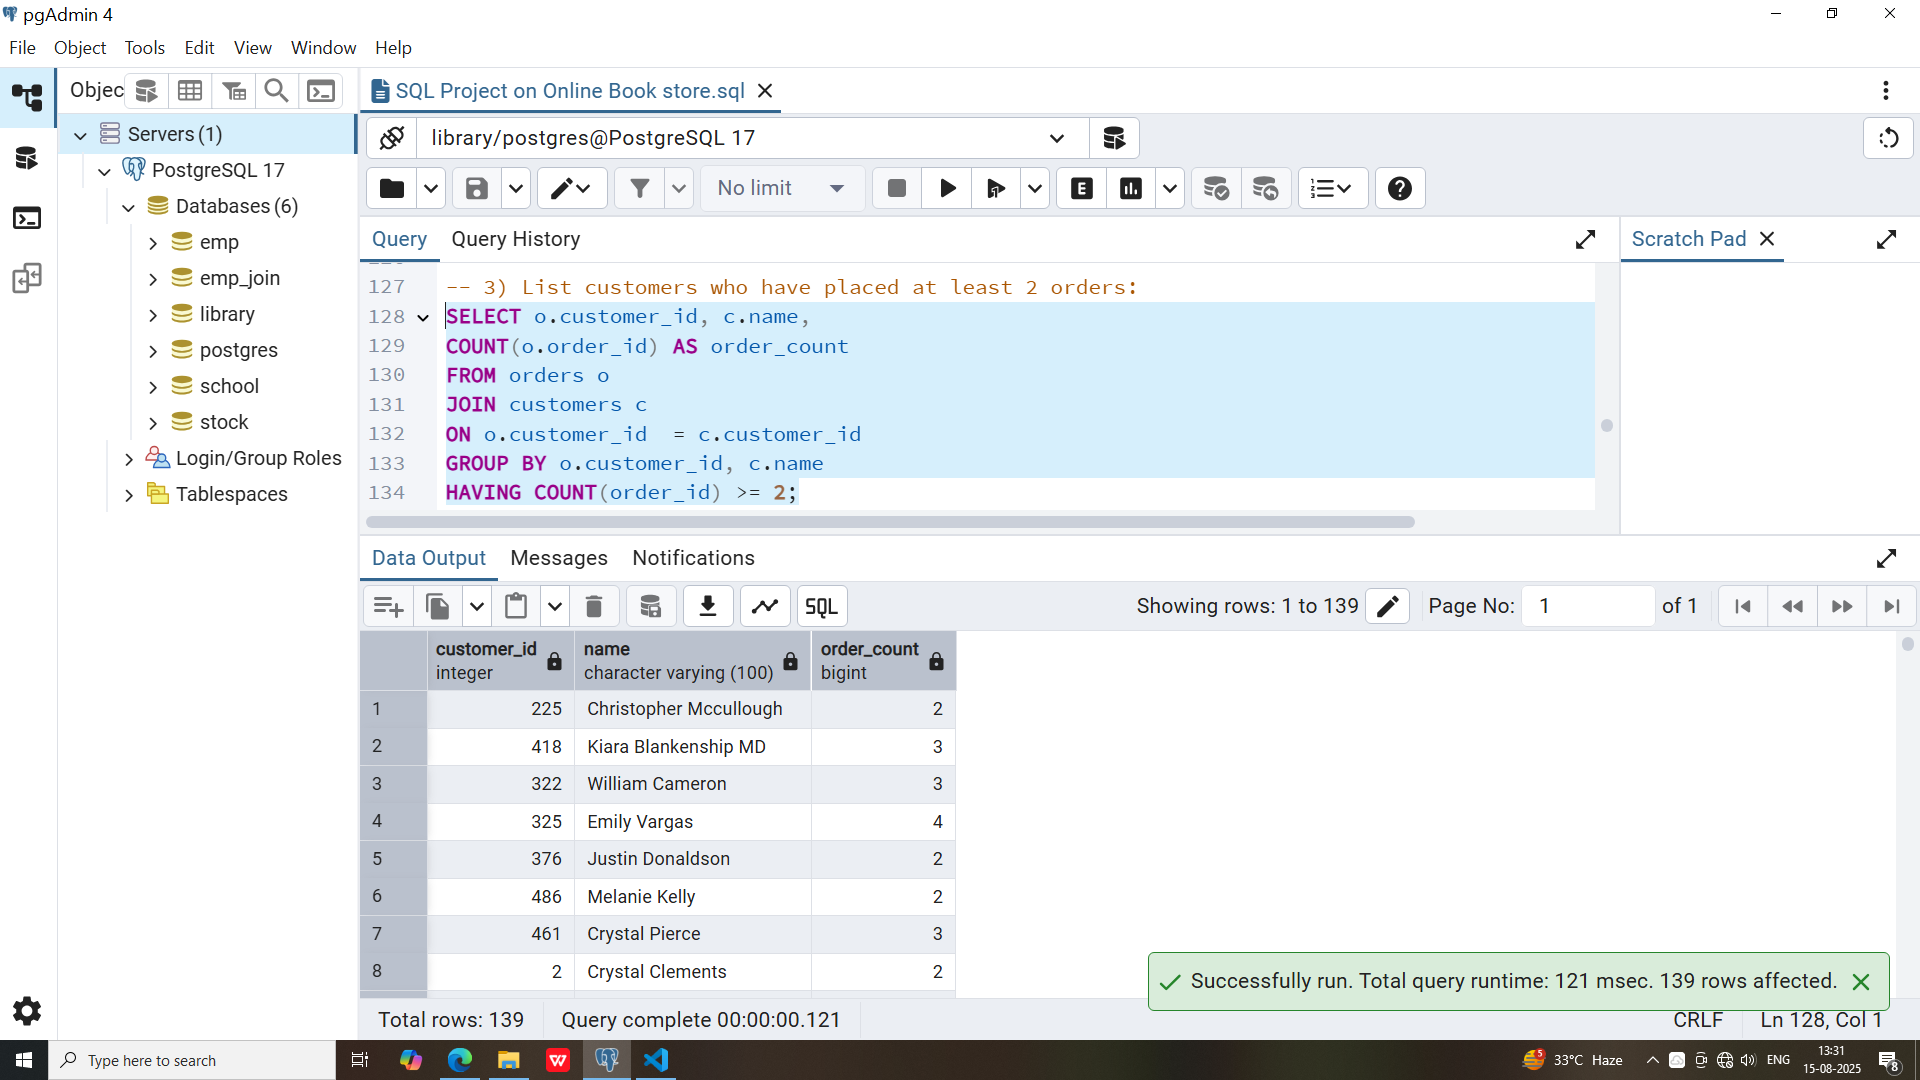 pgAdmin 4
File Object Tools Edit View Window Help
Objec
SQL Project on Online Book store.sql
Servers (1)
PostgreSQL 17
Databases (6)
emp
emp_join
library
postgres
school
stock
Login/Group Roles
Tablespaces
library/postgres@PostgreSQL 17
No limit
E
Query Query History
Scratch Pad
127 -- 3) List customers who have placed at least 2 orders:
128 SELECT o.customer_id, c.name,
129 COUNT(o.order_id) AS order_count
130 FROM orders o
131 JOIN customers c
132 ON o.customer_id  = c.customer_id
133 GROUP BY o.customer_id, c.name
134 HAVING COUNT(order_id) >= 2;
Data Output Messages Notifications
SQL
Showing rows: 1 to 139
Page No: 1 of 1
customer_id name order_count
integer character varying (100) bigint
1 225 Christopher Mccullough 2
2 418 Kiara Blankenship MD 3
3 322 William Cameron 3
4 325 Emily Vargas 4
5 376 Justin Donaldson 2
6 486 Melanie Kelly 2
7 461 Crystal Pierce 3
8 2 Crystal Clements 2
Successfully run. Total query runtime: 121 msec. 139 rows affected.
Total rows: 139 Query complete 00:00:00.121 CRLF Ln 128, Col 1
Type here to search
5
33°C Haze
ENG
13:31
15-08-2025
8